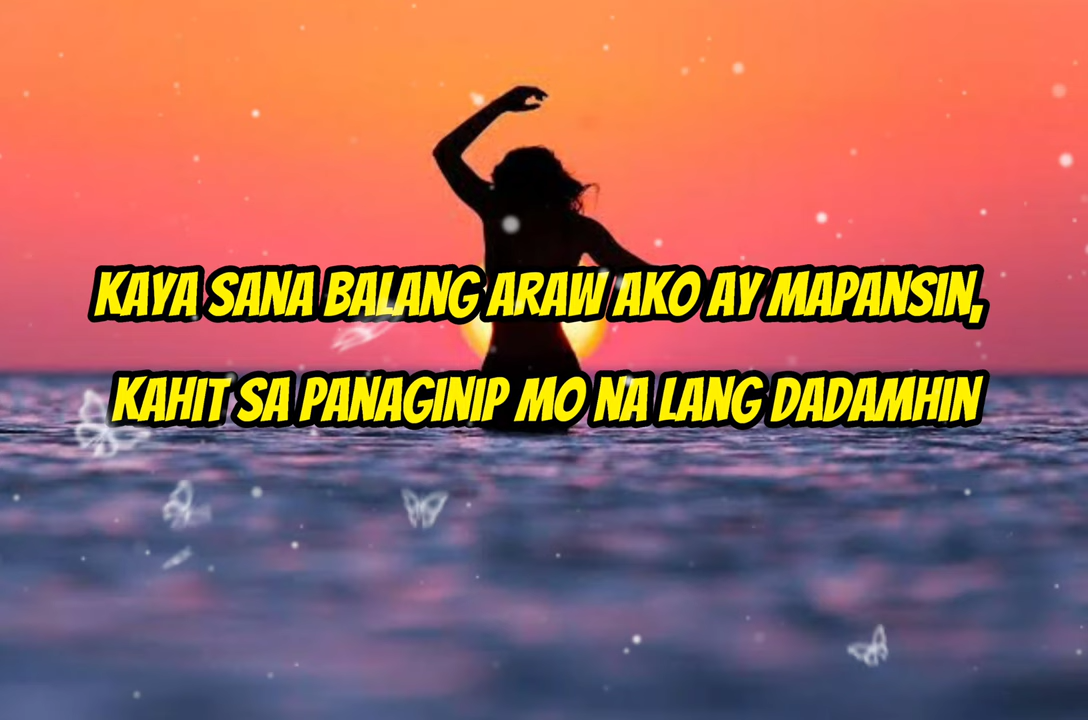 KAYA SANA BALANG ARAW AKO AY MAPANSIN,
KAHIT SA PANAGINIP MO NA LANG DADAMHIN